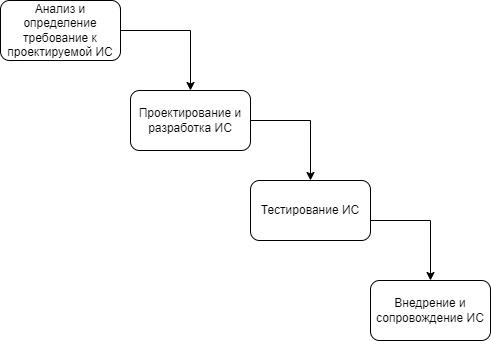 Анализ и
определение
требование к
проектируемой ИС
Проектирование и
разработка ИС
Тестирование ИС
Внедрение и
сопровождение ИС